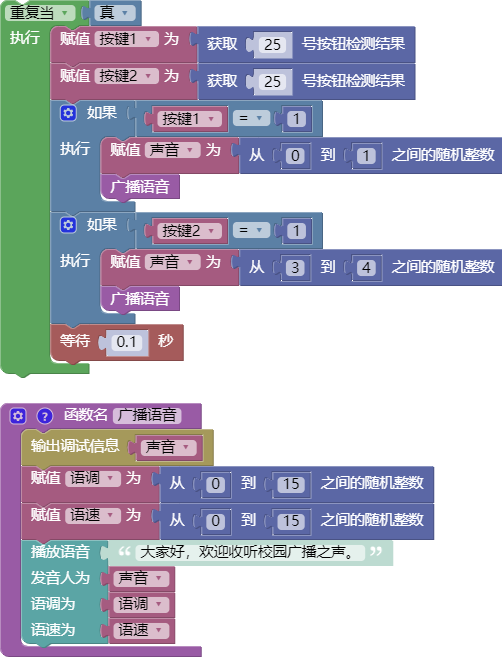 重复当 真
执行 赋值 按键1 为 获取 25 号按钮检测结果
赋值 按键2 为 获取 25 号按钮检测结果
如果 按键1 = 1
执行 赋值 声音 为 从 0 到 1 之间的随机整数
广播语音
如果 按键2 = 1
执行 赋值 声音 为 从 3 到 4 之间的随机整数
广播语音
等待 0.1 秒
? 函数名 广播语音
输出调试信息 声音
赋值 语调 为 从 0 到 15 之间的随机整数
赋值 语速 为 从 0 到 15 之间的随机整数
播放语音 “ 大家好，欢迎收听校园广播之声。 ”
发音人为 声音
语调为 语调
语速为 语速